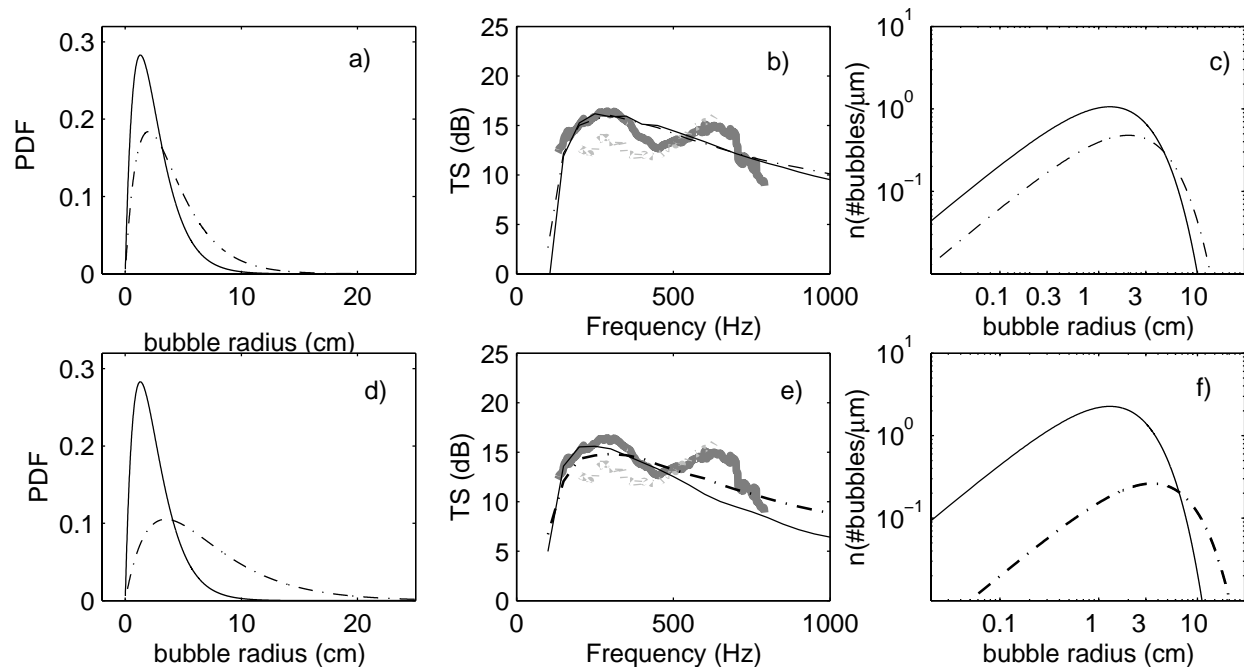 a)
PDF
0.3
0.2
0.1
0
0 10 20
bubble radius (cm)
b)
TS (dB)
25
20
15
10
5
0
0 500 1000
Frequency (Hz)
c)
n(#bubbles/μm)
10^1
10^0
10^−1
0.1 0.3 1 3 10
bubble radius (cm)
d)
PDF
0.3
0.2
0.1
0
0 10 20
bubble radius (cm)
e)
TS (dB)
25
20
15
10
5
0
0 500 1000
Frequency (Hz)
f)
n(#bubbles/μm)
10^1
10^0
10^−1
0.1 1 3 10
bubble radius (cm)